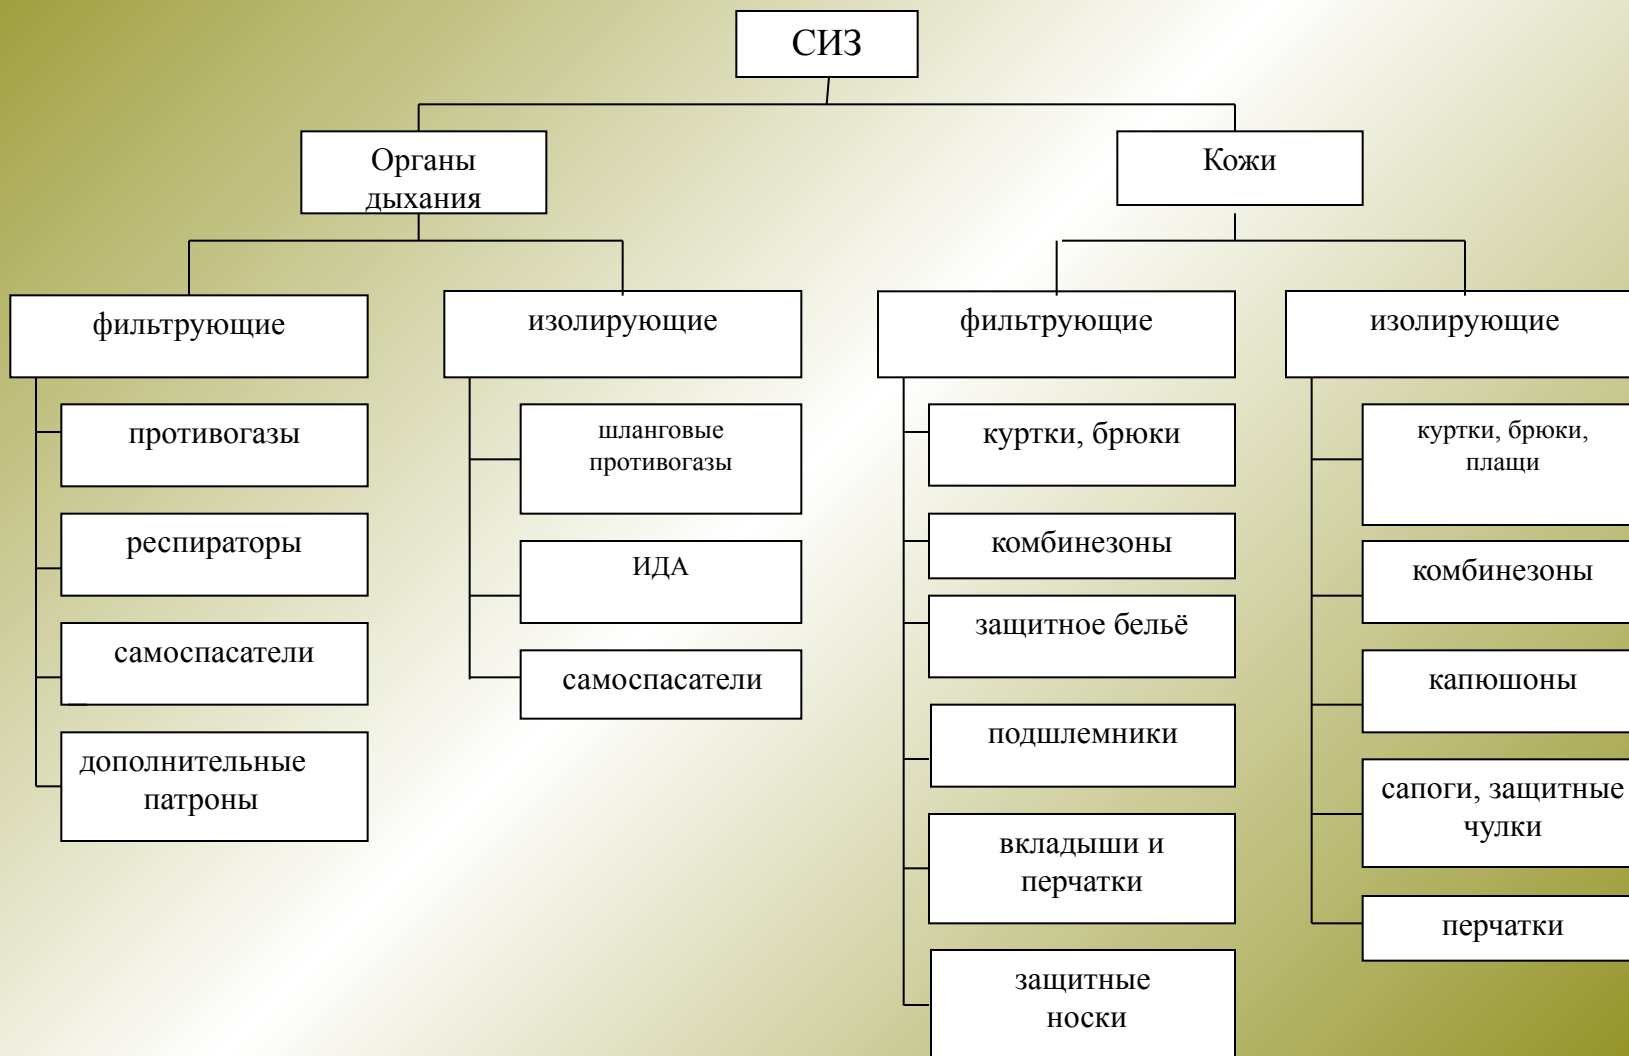 СИЗ
Органы
дыхания
Кожи
фильтрующие
изолирующие
фильтрующие
изолирующие
противогазы
респираторы
самоспасатели
дополнительные
патроны
шланговые
противогазы
ИДА
самоспасатели
куртки, брюки
комбинезоны
защитное бельё
подшлемники
вкладыши и
перчатки
защитные
носки
куртки, брюки,
плащи
комбинезоны
капюшоны
сапоги, защитные
чулки
перчатки